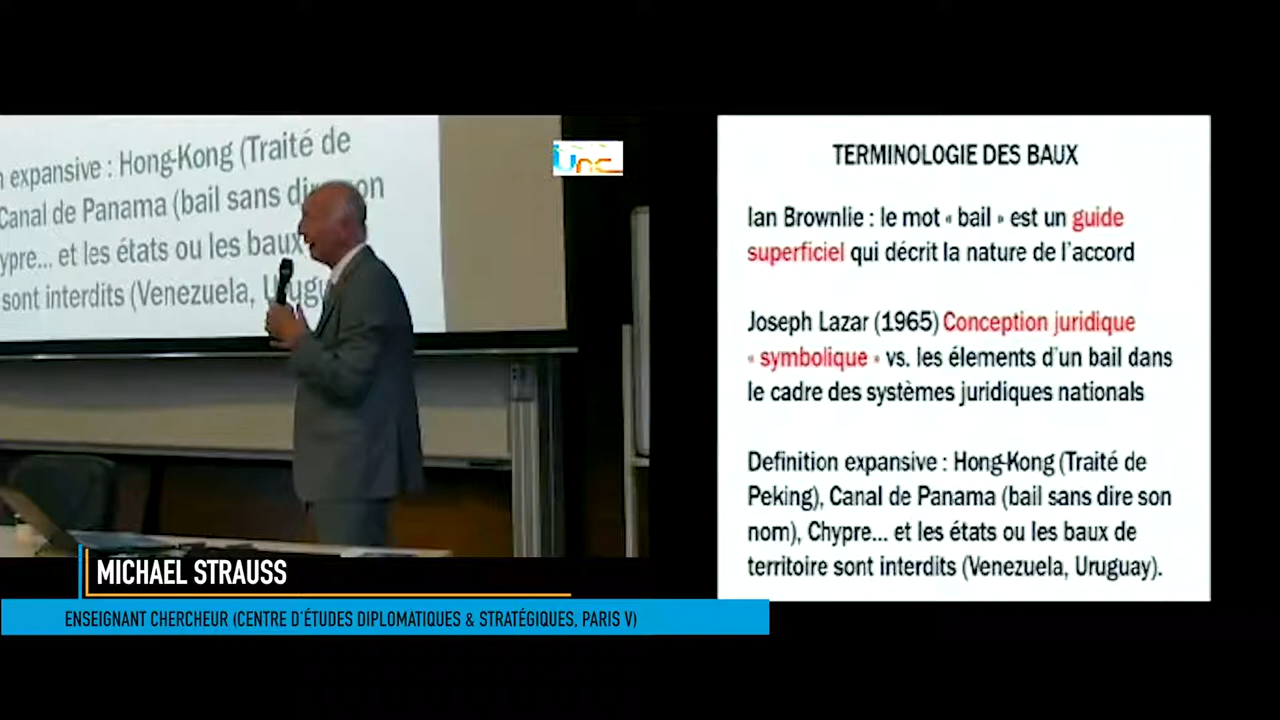 n expansive : Hong-Kong (Traité de
Canal de Panama (bail sans dire son
ypre... et les états ou les baux
sont interdits (Venezuela, Urugu
Unc
TERMINOLOGIE DES BAUX
Ian Brownlie : le mot « bail » est un guide
superficiel qui décrit la nature de l'accord
Joseph Lazar (1965) Conception juridique
« symbolique » vs. les élements d'un bail dans
le cadre des systèmes juridiques nationals
Definition expansive : Hong-Kong (Traité de
Peking), Canal de Panama (bail sans dire son
nom), Chypre... et les états ou les baux de
territoire sont interdits (Venezuela, Uruguay).
MICHAEL STRAUSS
ENSEIGNANT CHERCHEUR (CENTRE D'ÉTUDES DIPLOMATIQUES & STRATÉGIQUES, PARIS V)